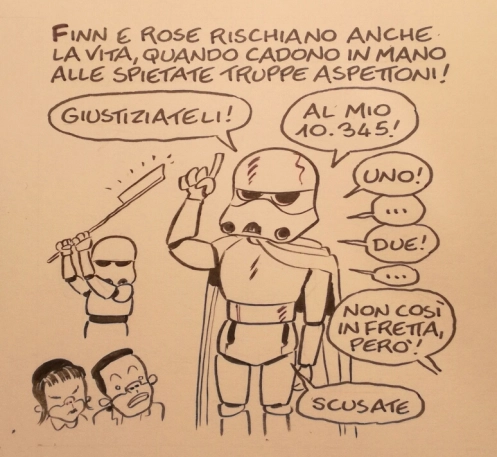 FINN E ROSE RISCHIANO ANCHE
LA VITA, QUANDO CADONO IN MANO
ALLE SPIETATE TRUPPE ASPETTONI!
GIUSTIZIATELI!
AL MIO
10.345!
UNO!
...
DUE!
...
NON COSÌ
IN FRETTA,
PERÒ!
SCUSATE